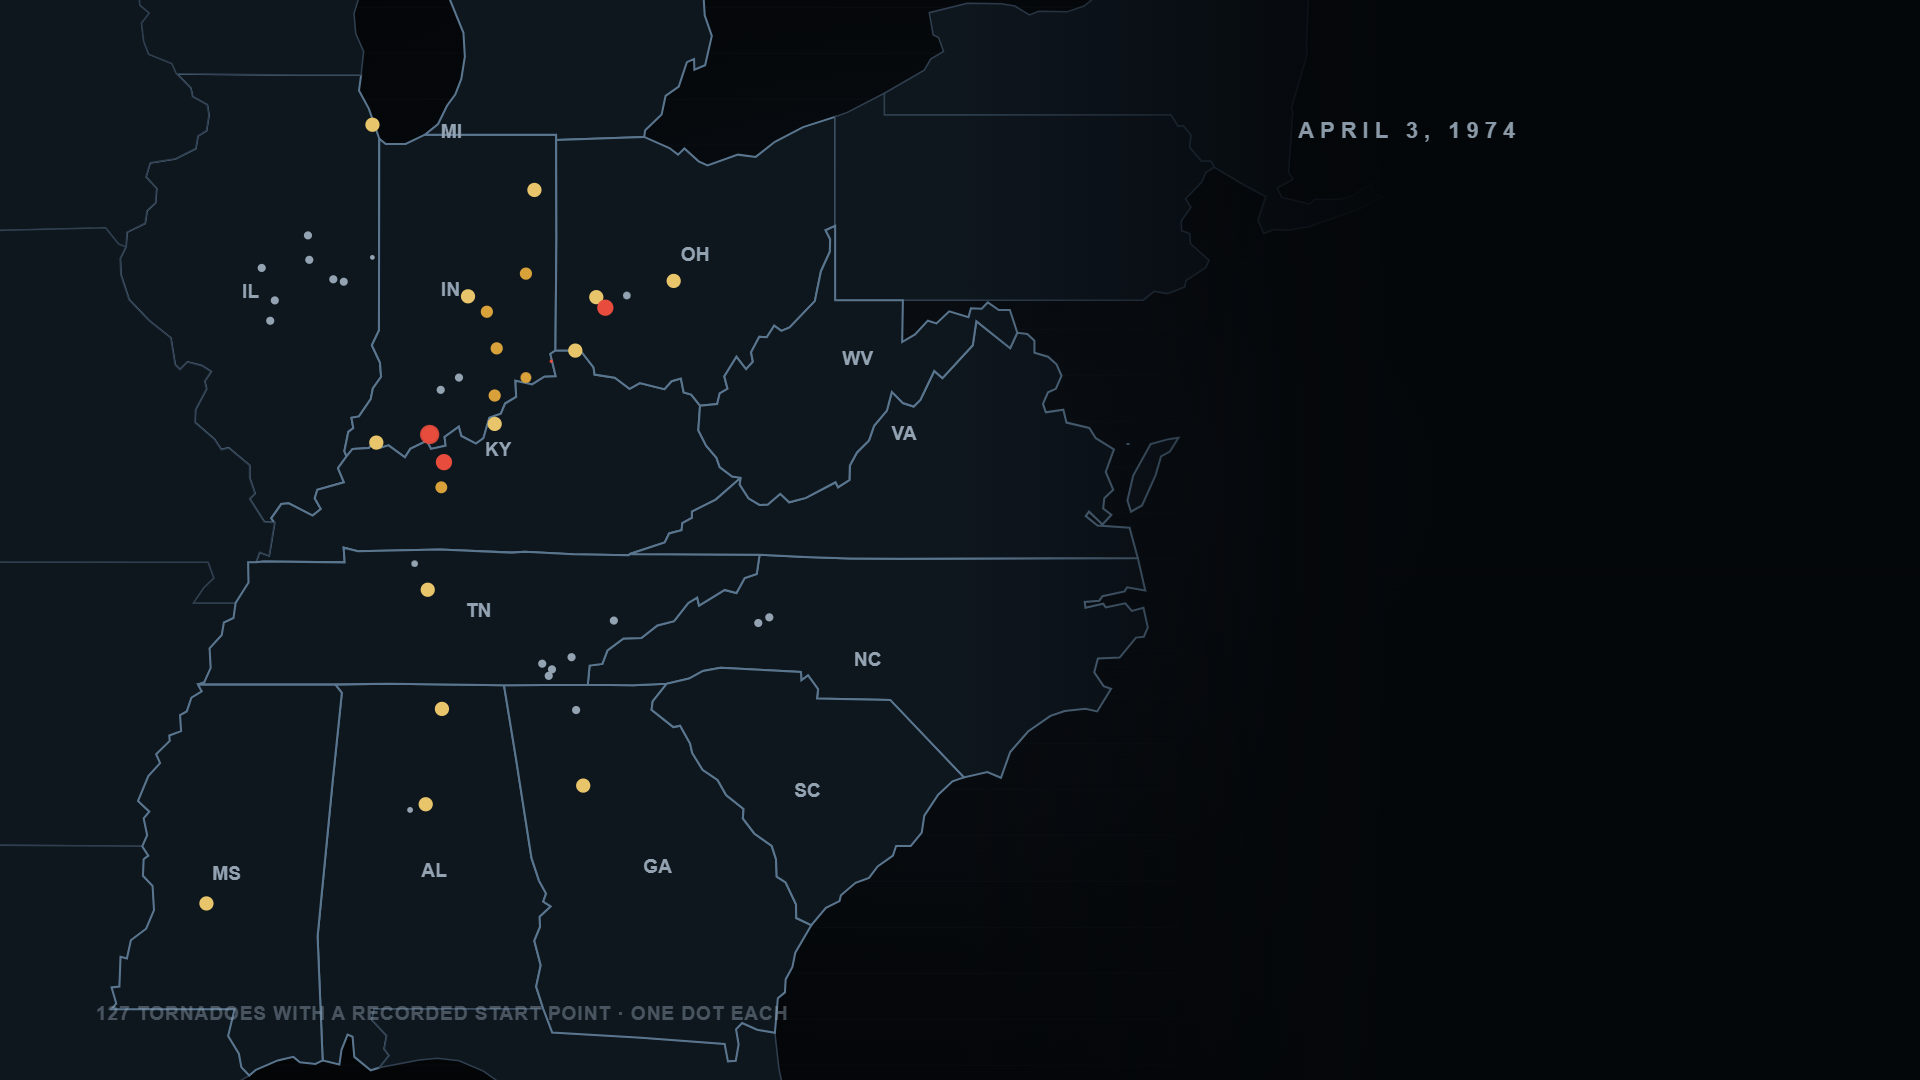 MI
APRIL 3, 1974
OH
IL
IN
WV
VA
KY
TN
NC
SC
GA
AL
MS
127 TORNADOES WITH A RECORDED START POINT · ONE DOT EACH